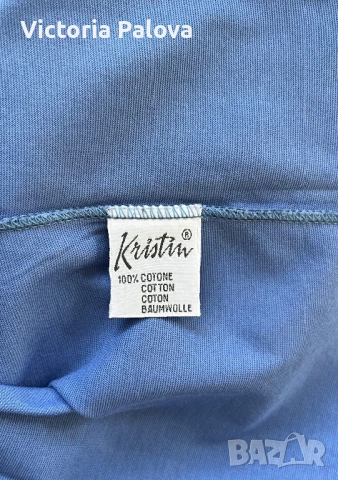 Victoria Palova
Kristin®
100% COTONE
COTTON
COTON
BAUMWOLLE
BAZAR